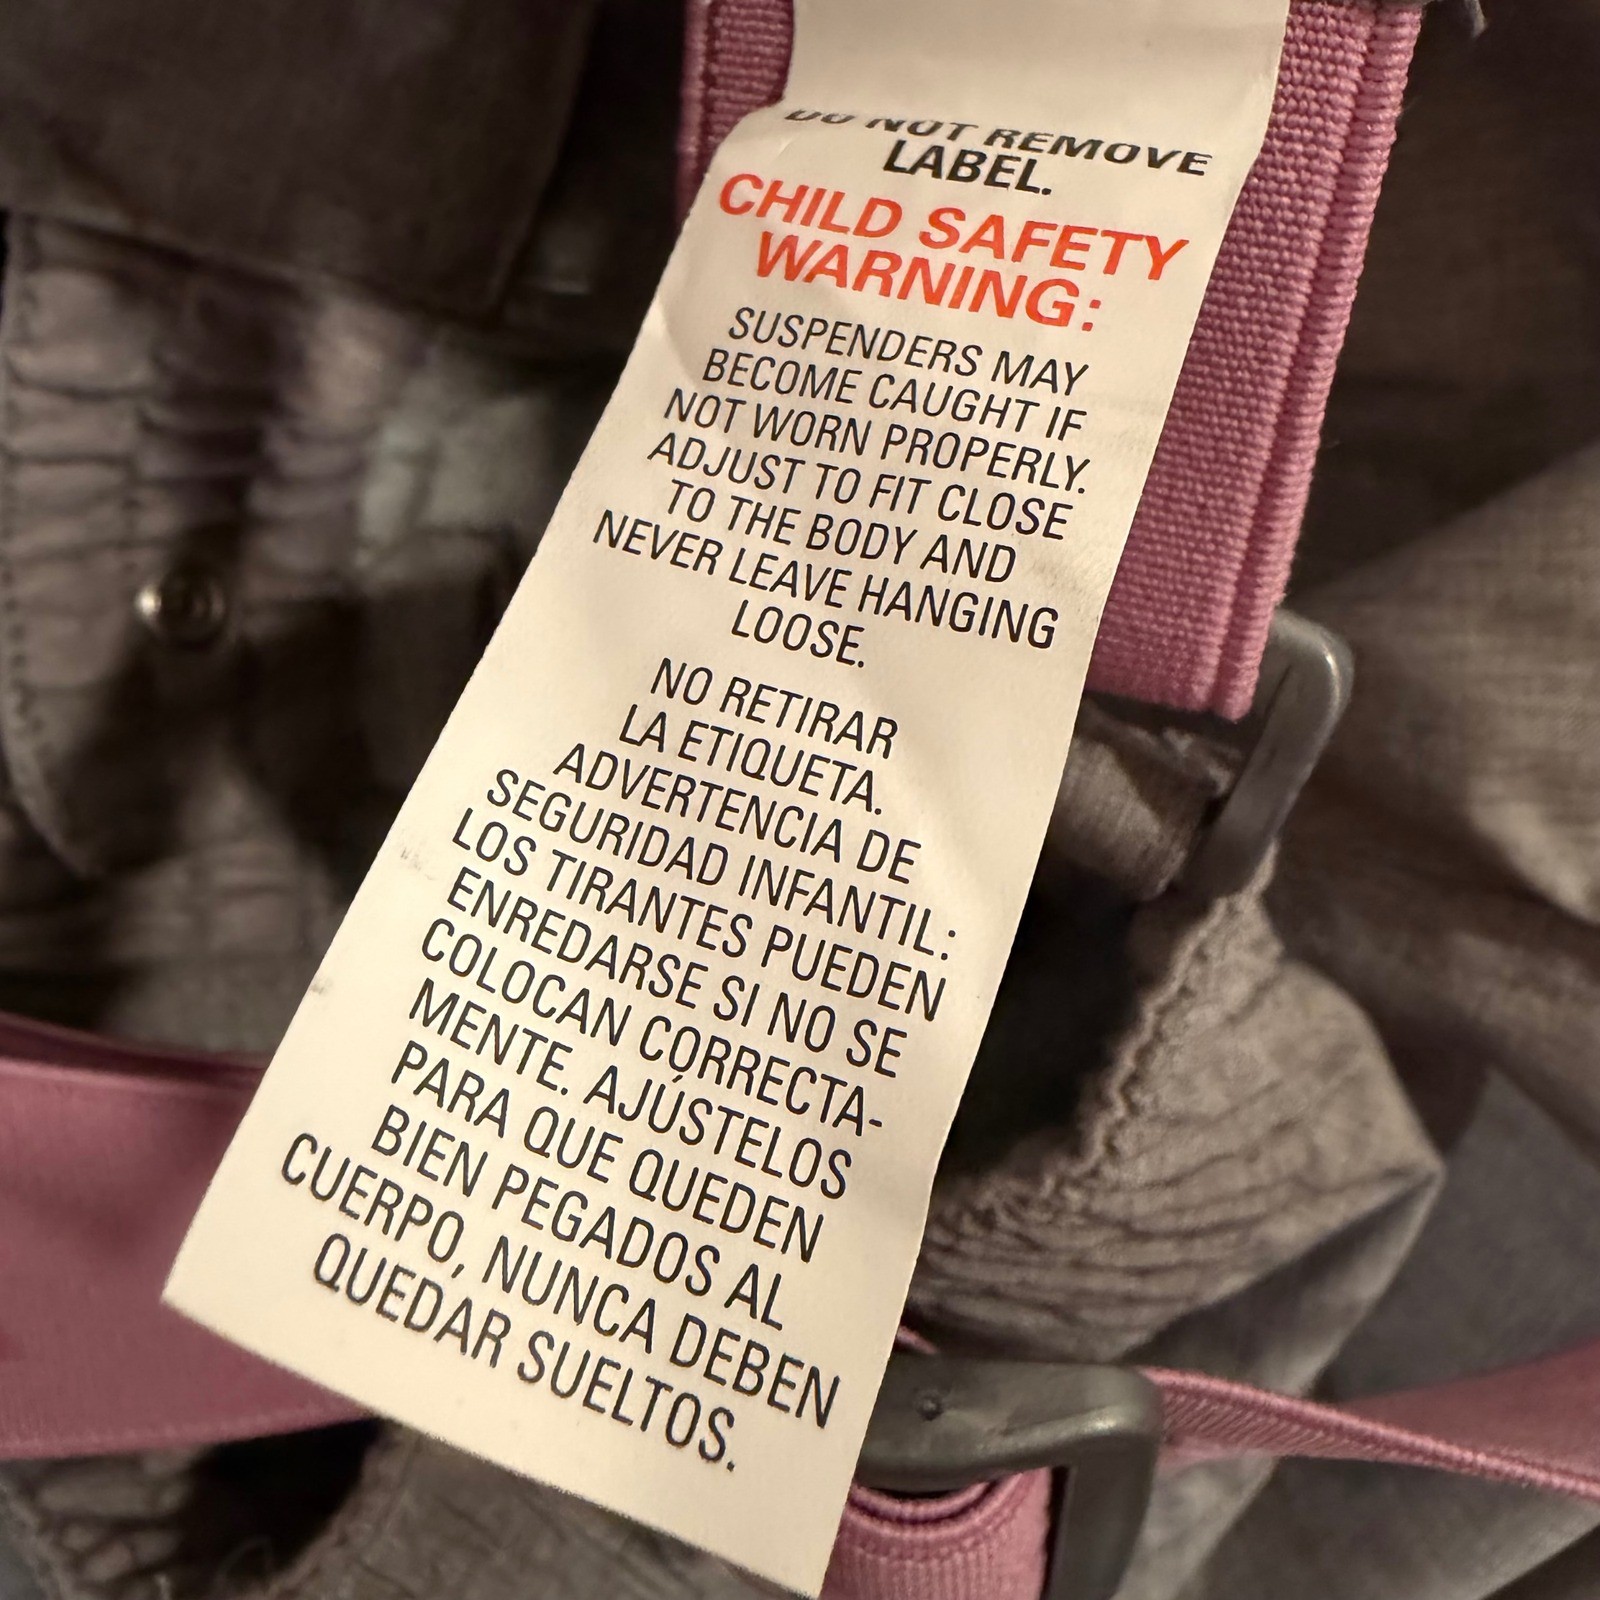 DO NOT REMOVE
LABEL.
CHILD SAFETY
WARNING:
SUSPENDERS MAY
BECOME CAUGHT IF
NOT WORN PROPERLY.
ADJUST TO FIT CLOSE
TO THE BODY AND
NEVER LEAVE HANGING
LOOSE.
NO RETIRAR
LA ETIQUETA.
ADVERTENCIA DE
SEGURIDAD INFANTIL:
LOS TIRANTES PUEDEN
ENREDARSE SI NO SE
COLOCAN CORRECTA-
MENTE. AJÚSTELOS
PARA QUE QUEDEN
BIEN PEGADOS AL
CUERPO, NUNCA DEBEN
QUEDAR SUELTOS.